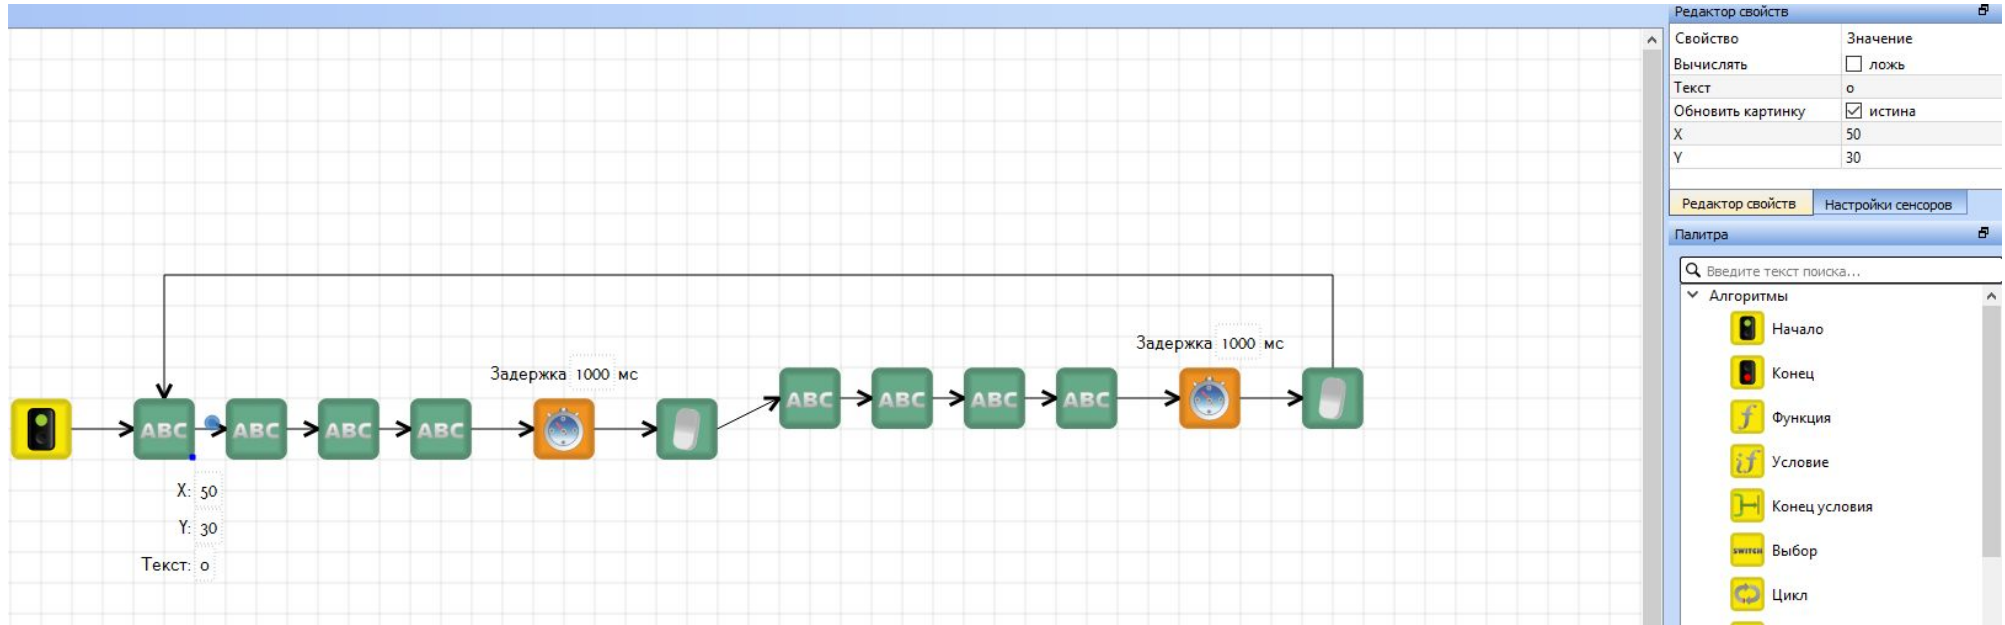 Редактор свойств
Свойство Значение
Вычислять ложь
Текст о
Обновить картинку истина
X 50
Y 30
Редактор свойств Настройки сенсоров
Палитра
Введите текст поиска...
Алгоритмы
Начало
Конец
f Функция
if Условие
Конец условия
SWITCH Выбор
Цикл
Задержка 1000 мс
Задержка 1000 мс
ABC ABC ABC ABC
ABC ABC ABC ABC
X: 50
Y: 30
Текст: о